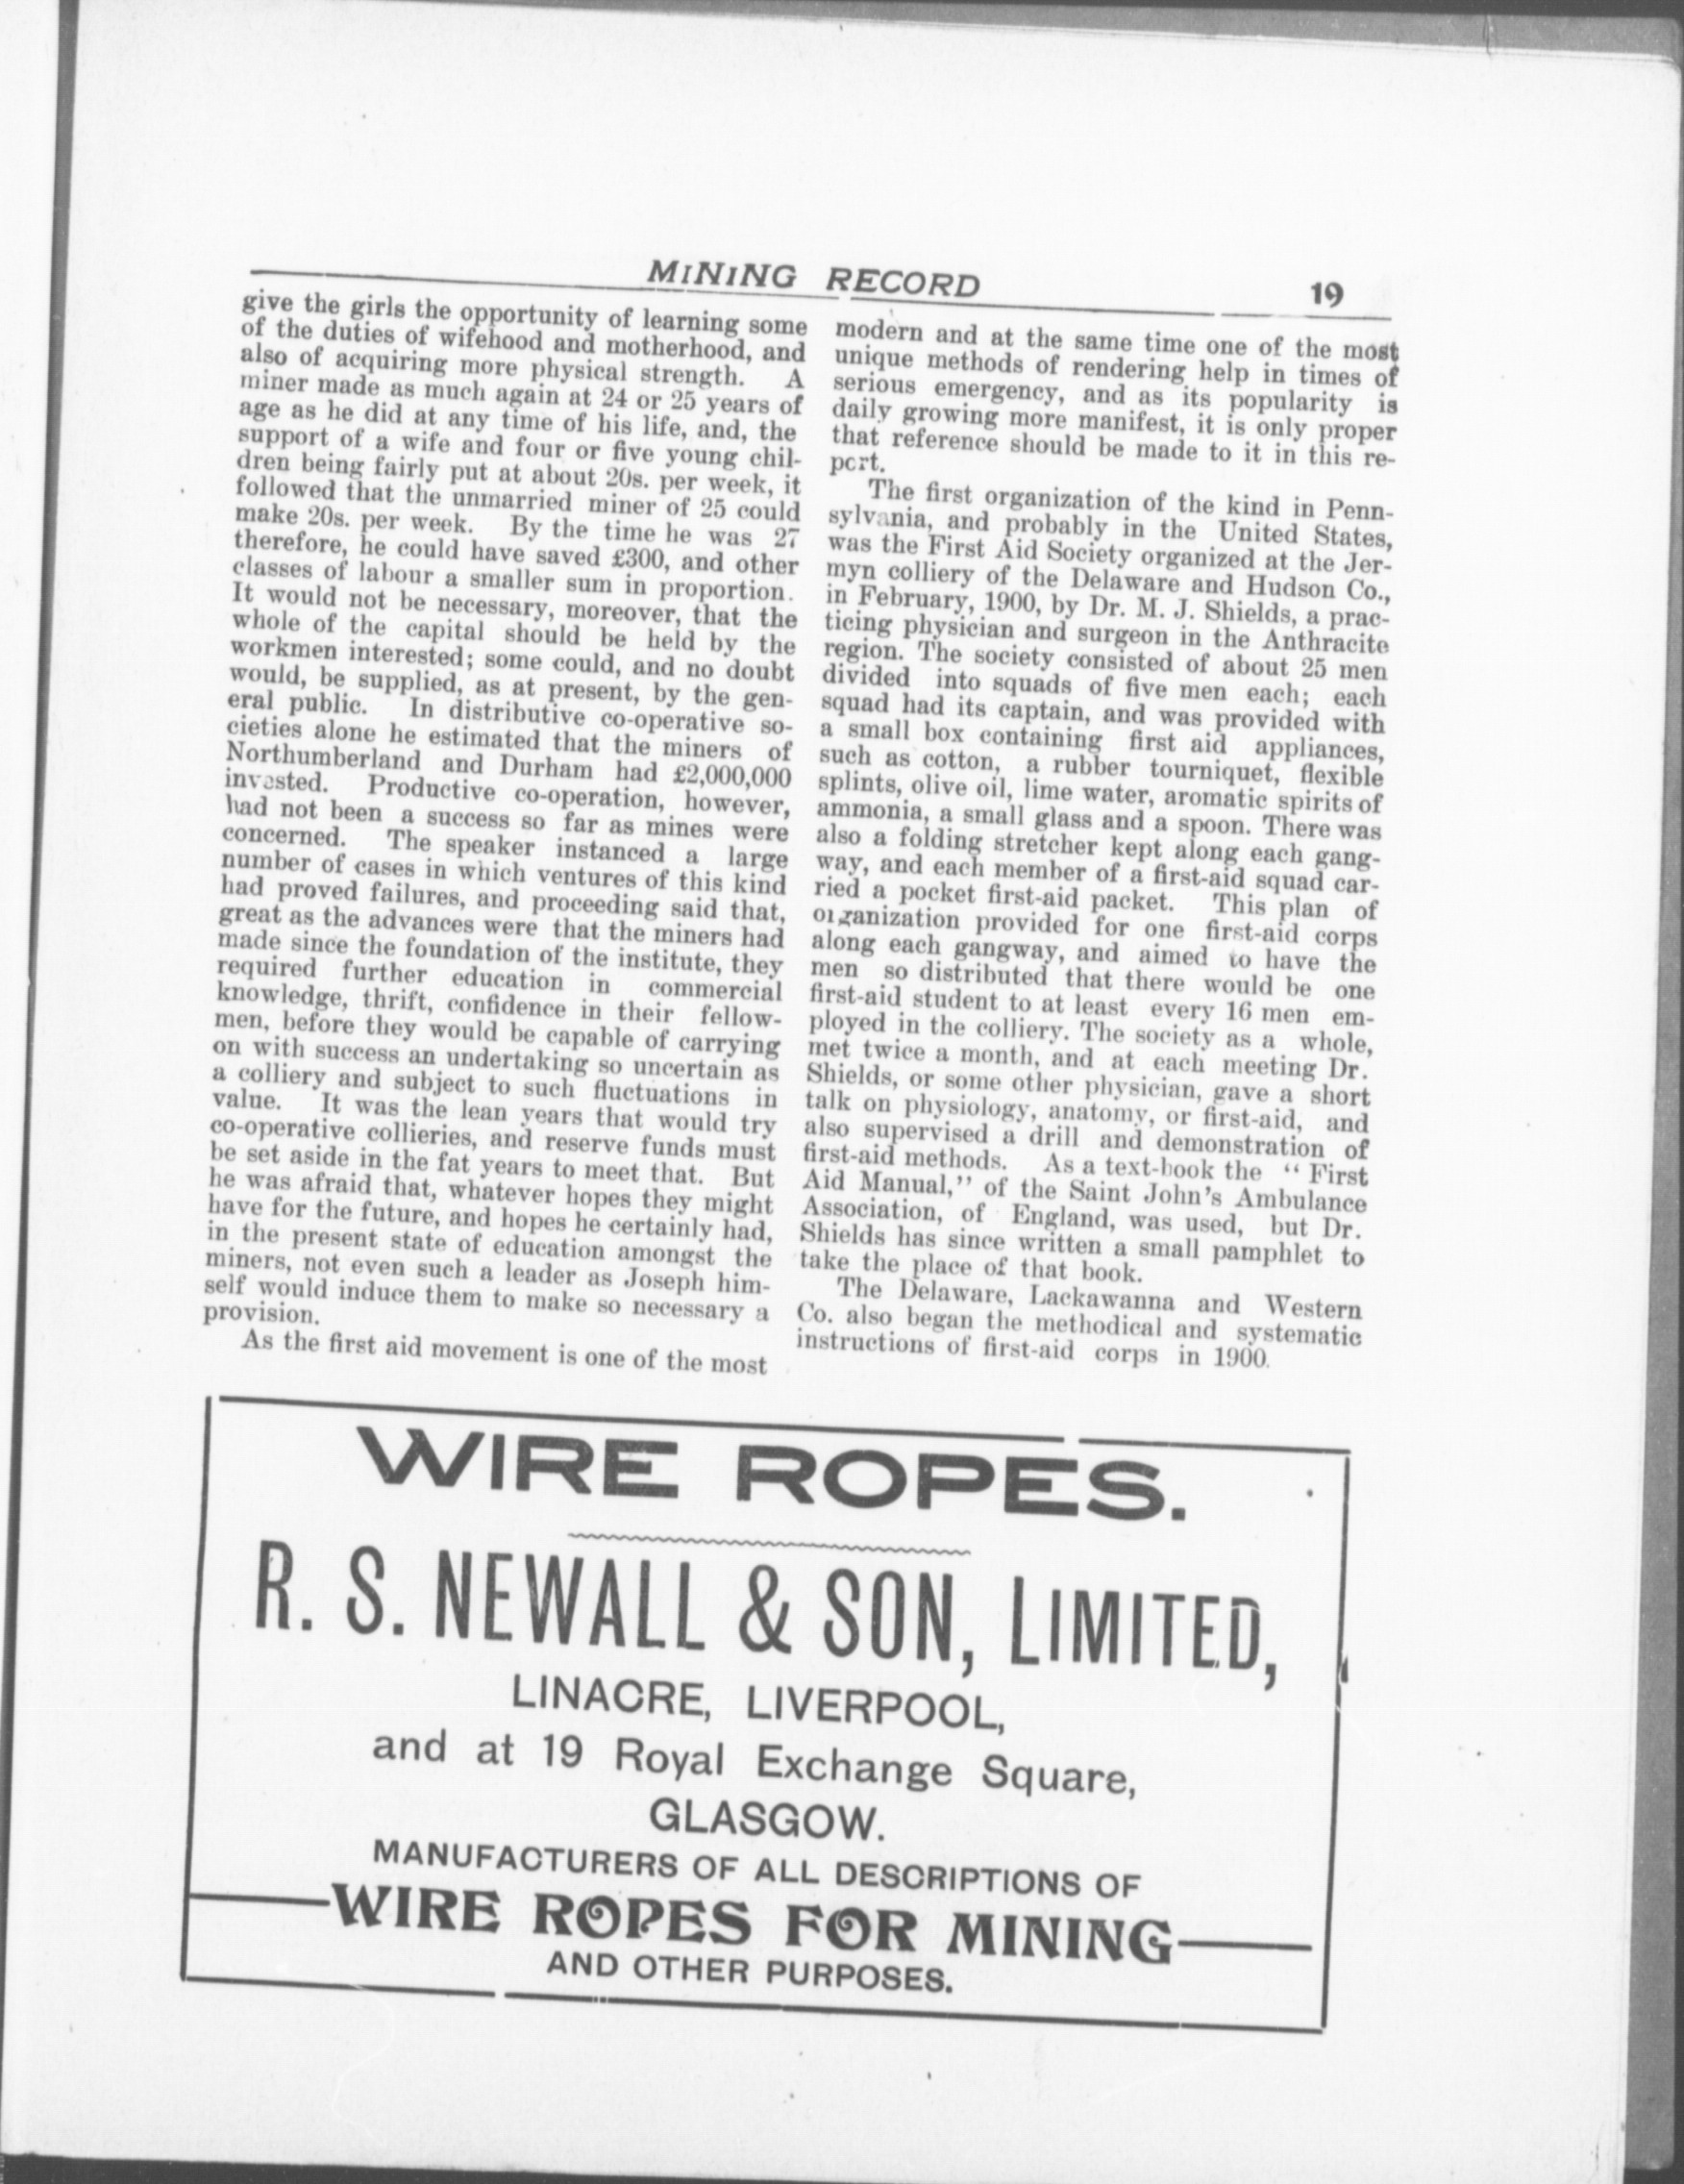 MINING RECORD
19
give the girls the opportunity of learning some
of the duties of wifehood and motherhood, and
also of acquiring more physical strength. A
miner made as much again at 24 or 25 years of
age as he did at any time of his life, and, the
support of a wife and four or five young chil-
dren being fairly put at about 20s. per week, it
followed that the unmarried miner of 25 could
make 20s. per week. By the time he was 27
therefore, he could have saved £300, and other
classes of labour a smaller sum in proportion.
It would not be necessary, moreover, that the
whole of the capital should be held by the
workmen interested; some could, and no doubt
would, be supplied, as at present, by the gen-
eral public. In distributive co-operative so-
cieties alone he estimated that the miners of
Northumberland and Durham had £2,000,000
invested. Productive co-operation, however,
had not been a success so far as mines were
concerned. The speaker instanced a large
number of cases in which ventures of this kind
had proved failures, and proceeding said that,
great as the advances were that the miners had
made since the foundation of the institute, they
required further education in commercial
knowledge, thrift, confidence in their fellow-
men, before they would be capable of carrying
on with success an undertaking so uncertain as
a colliery and subject to such fluctuations in
value. It was the lean years that would try
co-operative collieries, and reserve funds must
be set aside in the fat years to meet that. But
he was afraid that, whatever hopes they might
have for the future, and hopes he certainly had,
in the present state of education amongst the
miners, not even such a leader as Joseph him-
self would induce them to make so necessary a
provision.
As the first aid movement is one of the most
modern and at the same time one of the most
unique methods of rendering help in times of
serious emergency, and as its popularity is
daily growing more manifest, it is only proper
that reference should be made to it in this re-
port.
The first organization of the kind in Penn-
sylvania, and probably in the United States,
was the First Aid Society organized at the Jer-
myn colliery of the Delaware and Hudson Co.,
in February, 1900, by Dr. M. J. Shields, a prac-
ticing physician and surgeon in the Anthracite
region. The society consisted of about 25 men
divided into squads of five men each; each
squad had its captain, and was provided with
a small box containing first aid appliances,
such as cotton, a rubber tourniquet, flexible
splints, olive oil, lime water, aromatic spirits of
ammonia, a small glass and a spoon. There was
also a folding stretcher kept along each gang-
way, and each member of a first-aid squad car-
ried a pocket first-aid packet. This plan of
organization provided for one first-aid corps
along each gangway, and aimed to have the
men so distributed that there would be one
first-aid student to at least every 16 men em-
ployed in the colliery. The society as a whole,
met twice a month, and at each meeting Dr.
Shields, or some other physician, gave a short
talk on physiology, anatomy, or first-aid, and
also supervised a drill and demonstration of
first-aid methods. As a text-book the “ First
Aid Manual,” of the Saint John's Ambulance
Association, of England, was used, but Dr.
Shields has since written a small pamphlet to
take the place of that book.
The Delaware, Lackawanna and Western
Co. also began the methodical and systematic
instructions of first-aid corps in 1900.
WIRE ROPES.
R. S. NEWALL & SON, LIMITED,
LINACRE, LIVERPOOL,
and at 19 Royal Exchange Square,
GLASGOW.
MANUFACTURERS OF ALL DESCRIPTIONS OF
WIRE ROPES FOR MINING
AND OTHER PURPOSES.